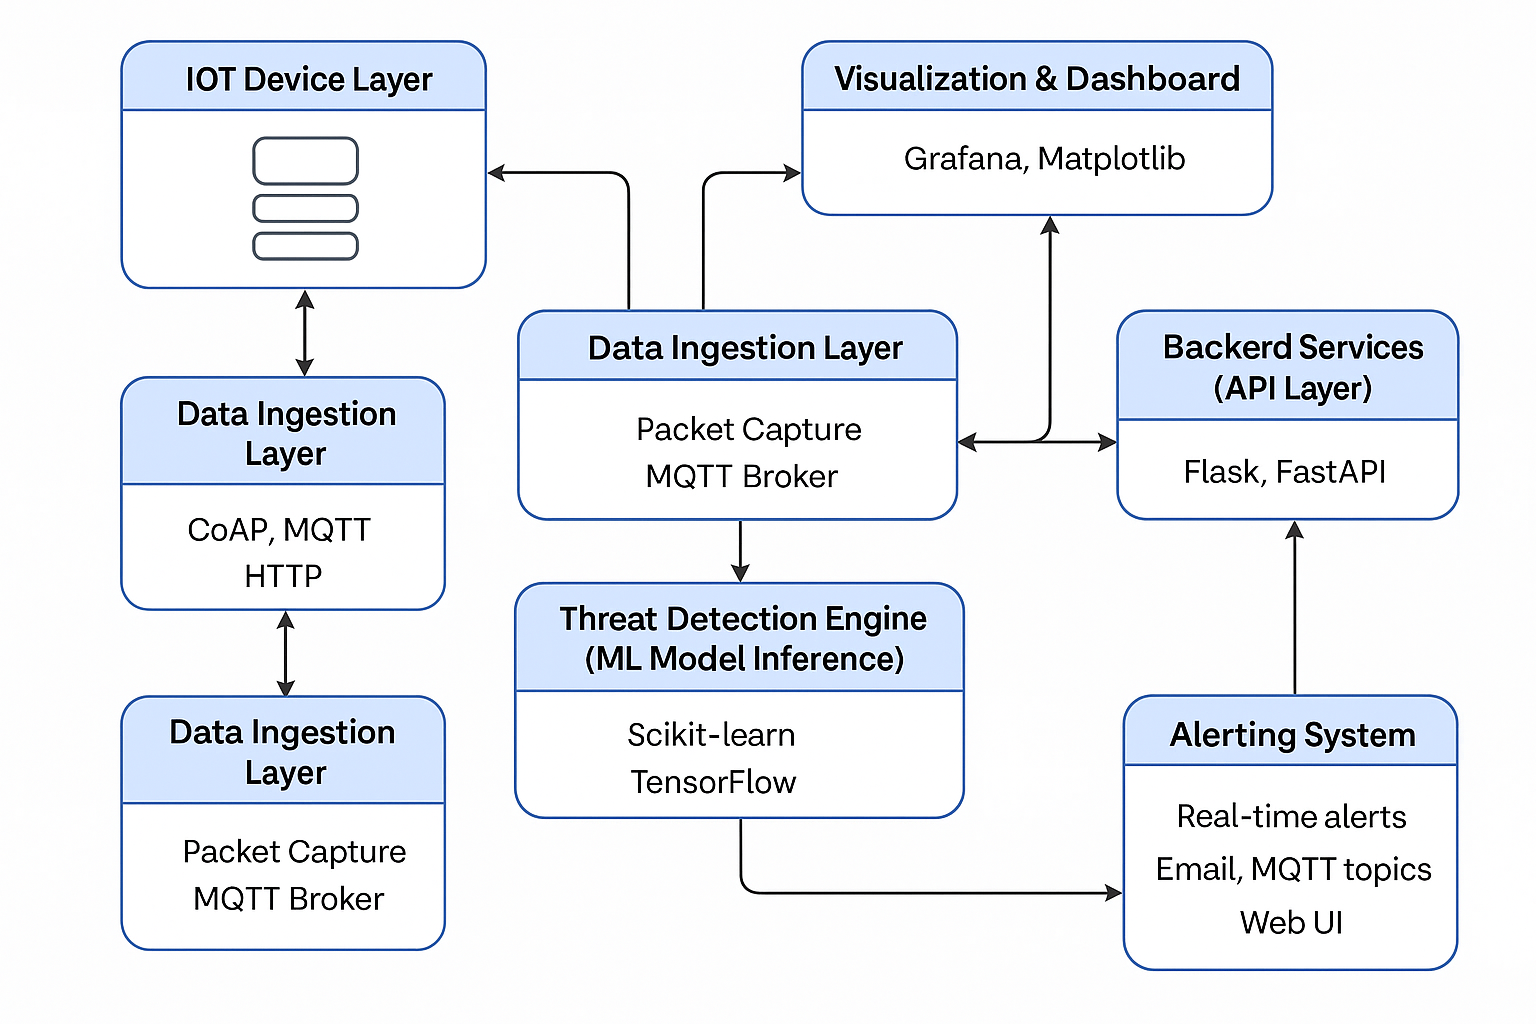 IOT Device Layer
Visualization & Dashboard
Grafana, Matplotlib
Data Ingestion Layer
Packet Capture
MQTT Broker
Backerd Services
(API Layer)
Flask, FastAPI
Data Ingestion
Layer
CoAP, MQTT
HTTP
Threat Detection Engine
(ML Model Inference)
Scikit-learn
TensorFlow
Data Ingestion
Layer
Packet Capture
MQTT Broker
Alerting System
Real-time alerts
Email, MQTT topics
Web UI